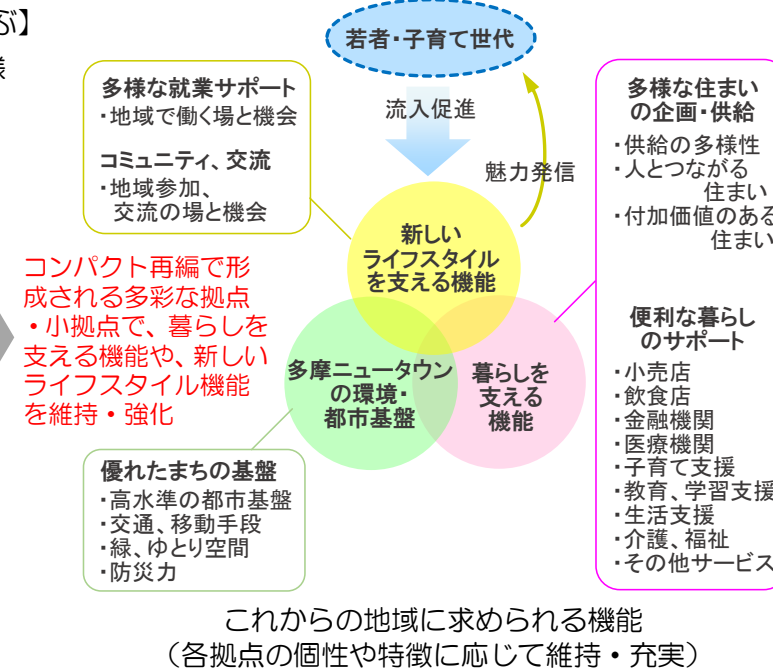 ぶ】
様
若者・子育て世代
流入促進
魅力発信
多様な就業サポート
・地域で働く場と機会
コミュニティ、交流
・地域参加、
交流の場と機会
新しい
ライフスタイル
を支える機能
多摩ニュータウン
の環境・
都市基盤
暮らしを
支える
機能
コンパクト再編で形
成される多彩な拠点
・小拠点で、暮らしを
支える機能や、新しい
ライフスタイル機能
を維持・強化
優れたまちの基盤
・高水準の都市基盤
・交通、移動手段
・緑、ゆとり空間
・防災力
多様な住まい
の企画・供給
・供給の多様性
・人とつながる
住まい
・付加価値のある
住まい
便利な暮らし
のサポート
・小売店
・飲食店
・金融機関
・医療機関
・子育て支援
・教育、学習支援
・生活支援
・介護、福祉
・その他サービス
これからの地域に求められる機能
（各拠点の個性や特徴に応じて維持・充実）